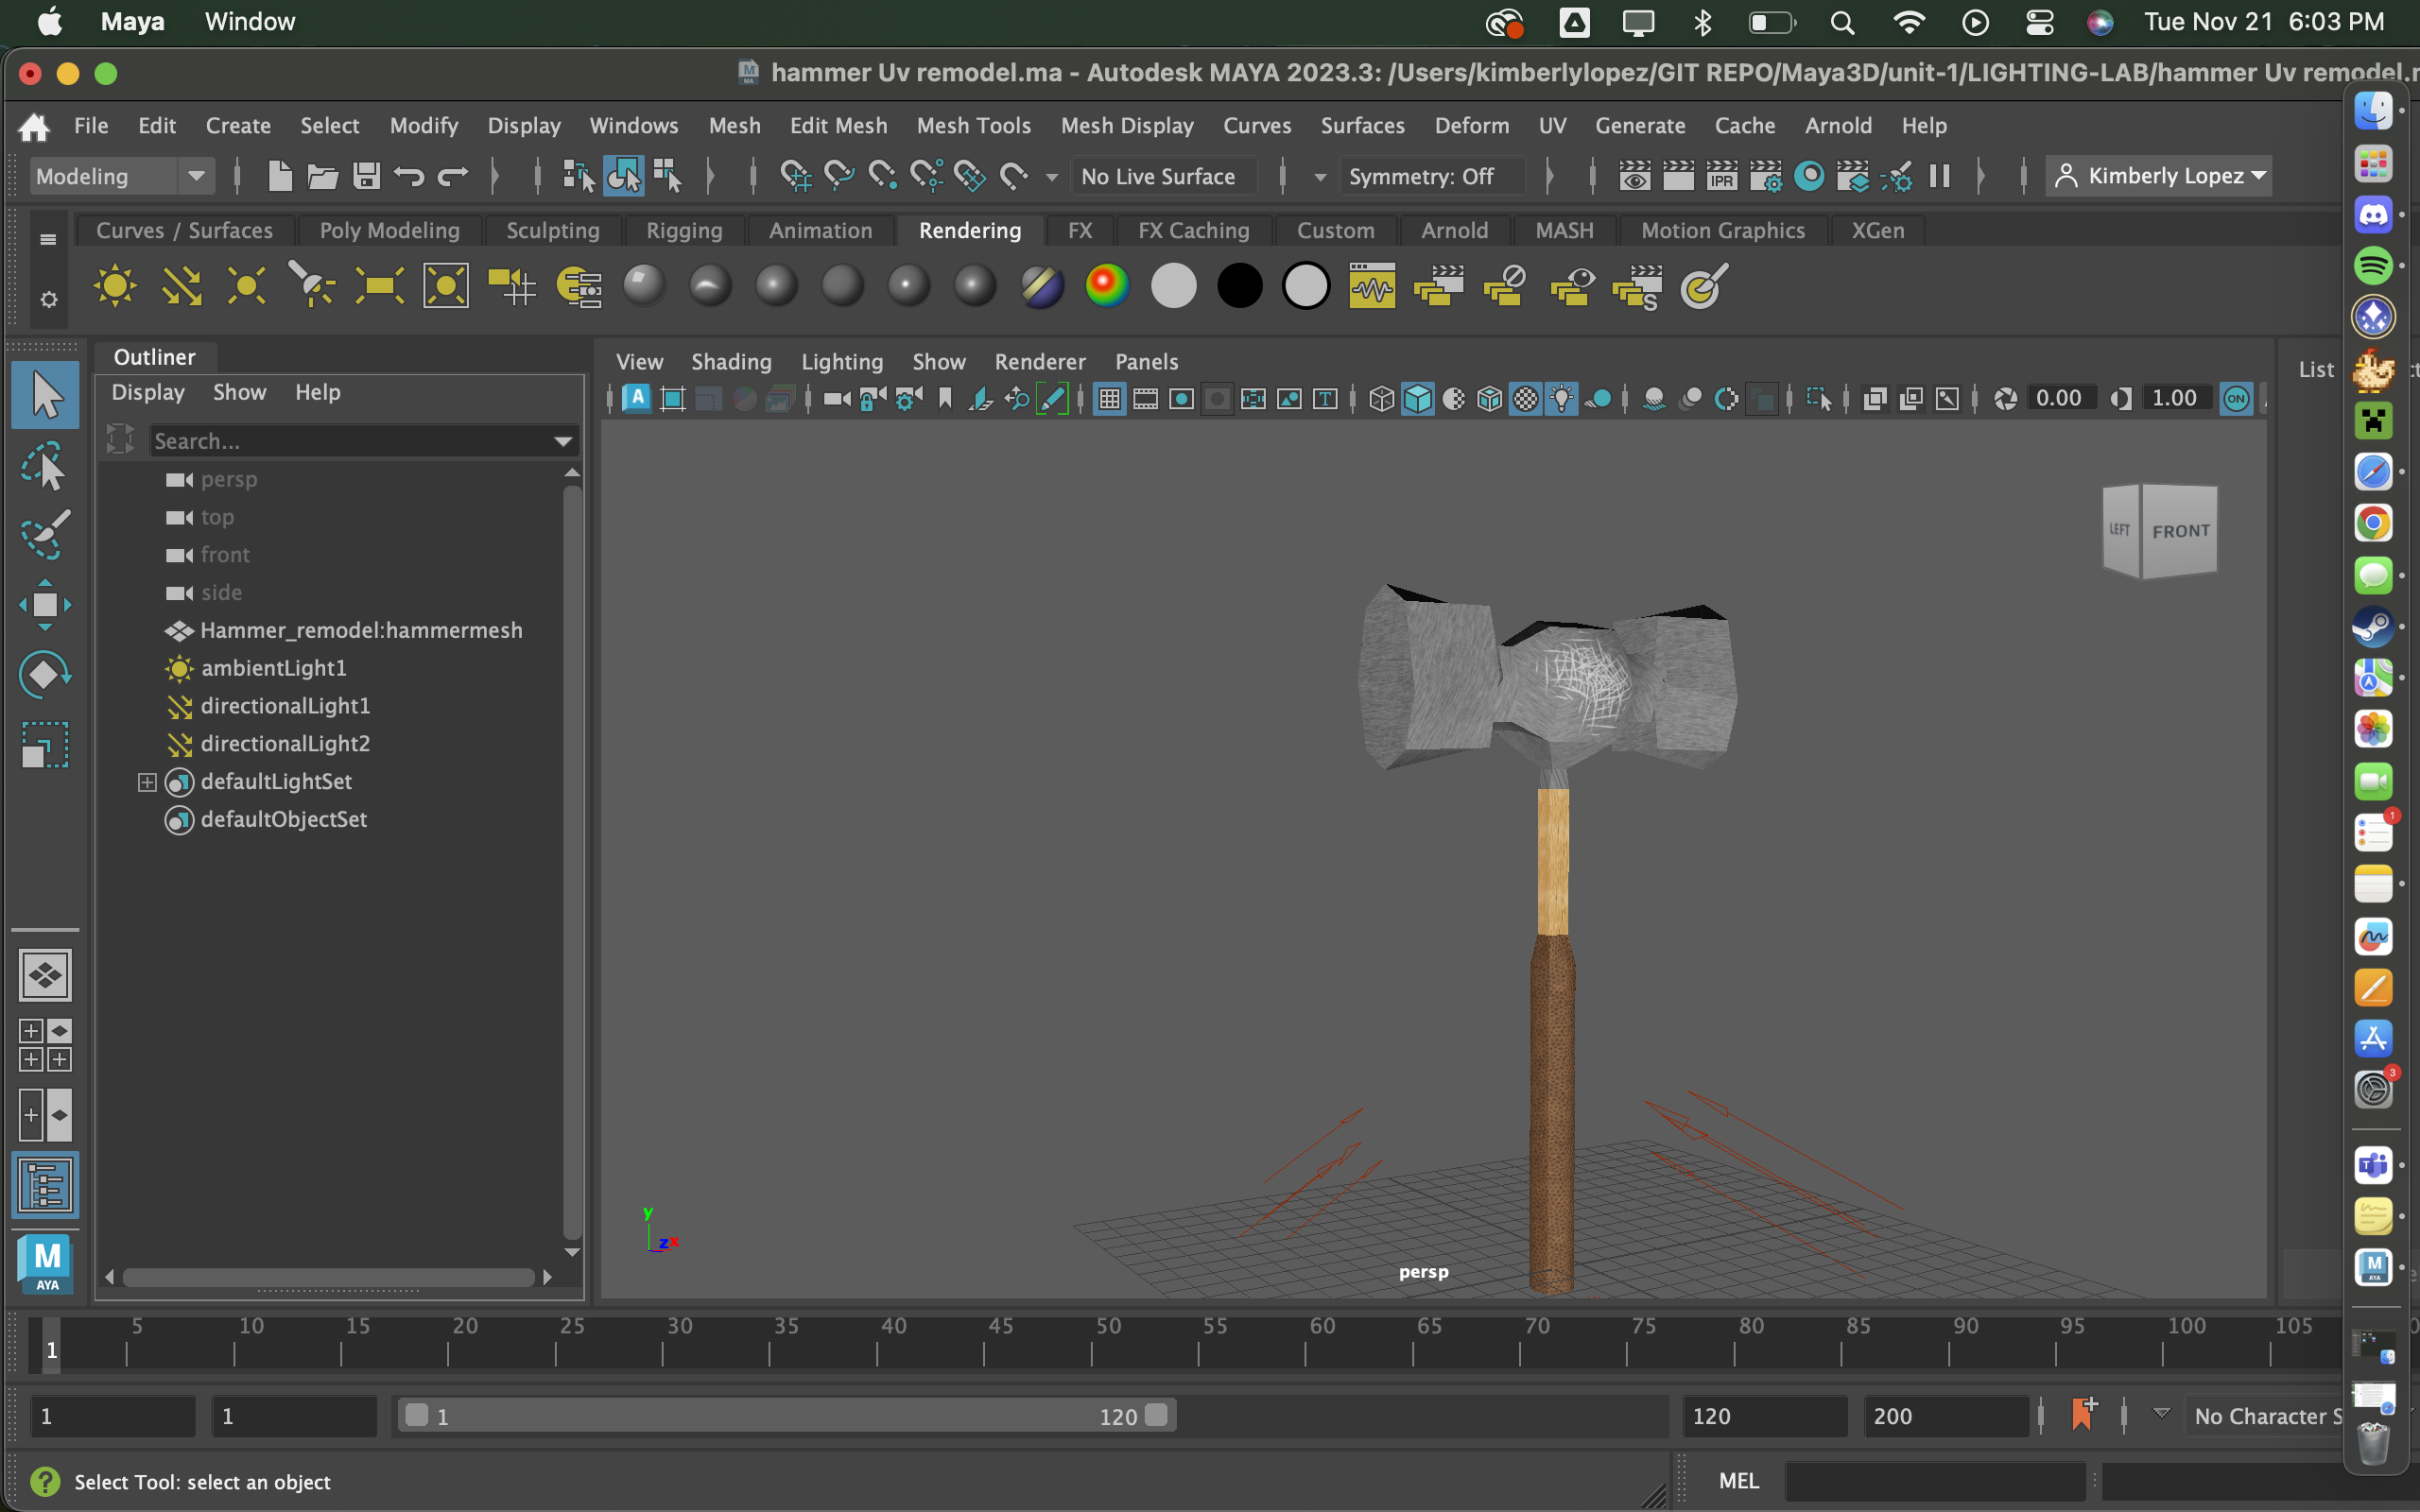 Maya Window Tue Nov 21 6:03 PM
hammer Uv remodel.ma - Autodesk MAYA 2023.3: /Users/kimberlylopez/GIT REPO/Maya3D/unit-1/LIGHTING-LAB/hammer Uv remodel.
File Edit Create Select Modify Display Windows Mesh Edit Mesh Mesh Tools Mesh Display Curves Surfaces Deform UV Generate Cache Arnold Help
Modeling No Live Surface Symmetry: Off IPR Kimberly Lopez
Curves / Surfaces Poly Modeling Sculpting Rigging Animation Rendering FX FX Caching Custom Arnold MASH Motion Graphics XGen
S
Outliner
View Shading Lighting Show Renderer Panels
List
Display Show Help
A T 0.00 1.00 ON
Search...
persp
top
front
side
Hammer_remodel:hammermesh
ambientLight1
directionalLight1
directionalLight2
defaultLightSet
defaultObjectSet
LEFT FRONT
y
z x
persp
M
AYA
1
3
5 10 15 20 25 30 35 40 45 50 55 60 65 70 75 80 85 90 95 100 105
1
1 1 1 120 120 200 No Character S
Select Tool: select an object MEL